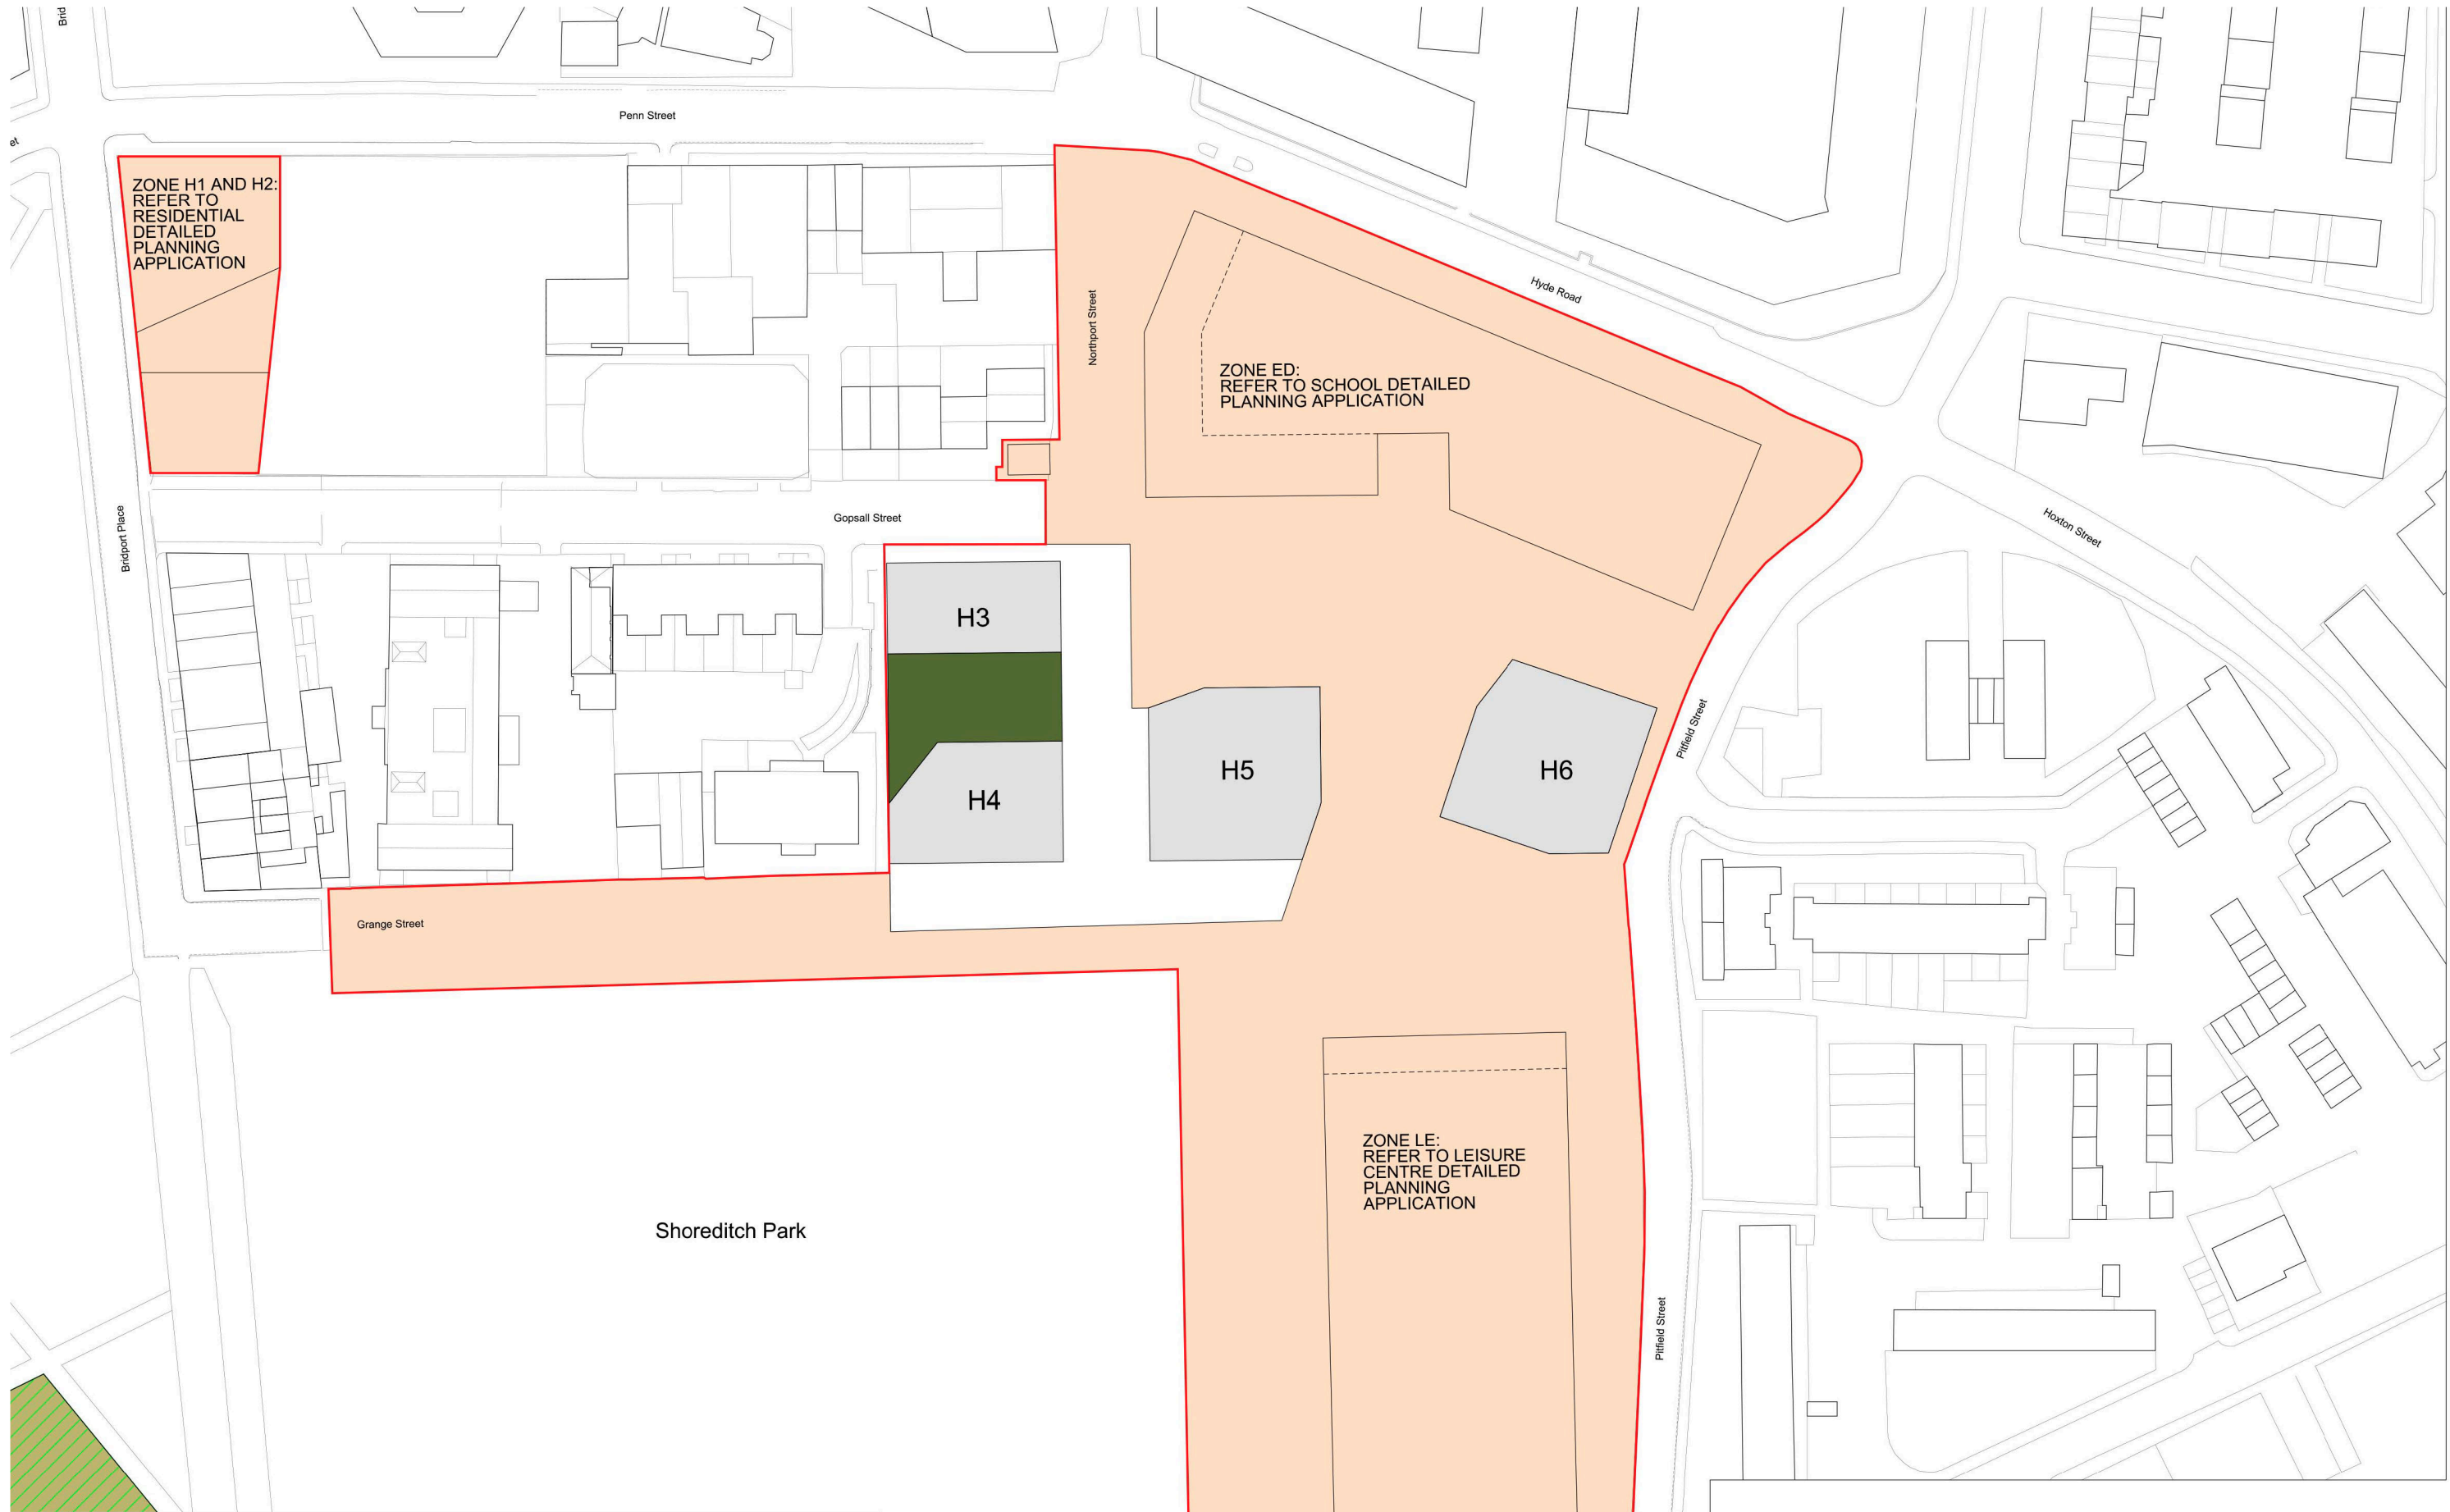 Brid
Penn Street
et
ZONE H1 AND H2:
REFER TO
RESIDENTIAL
DETAILED
PLANNING
APPLICATION
Northport Street
Hyde Road
ZONE ED:
REFER TO SCHOOL DETAILED
PLANNING APPLICATION
Bridport Place
Gopsall Street
Hoxton Street
H3
H4
H5
H6
Pitfield Street
Grange Street
ZONE LE:
REFER TO LEISURE
CENTRE DETAILED
PLANNING
APPLICATION
Shoreditch Park
Pitfield Street